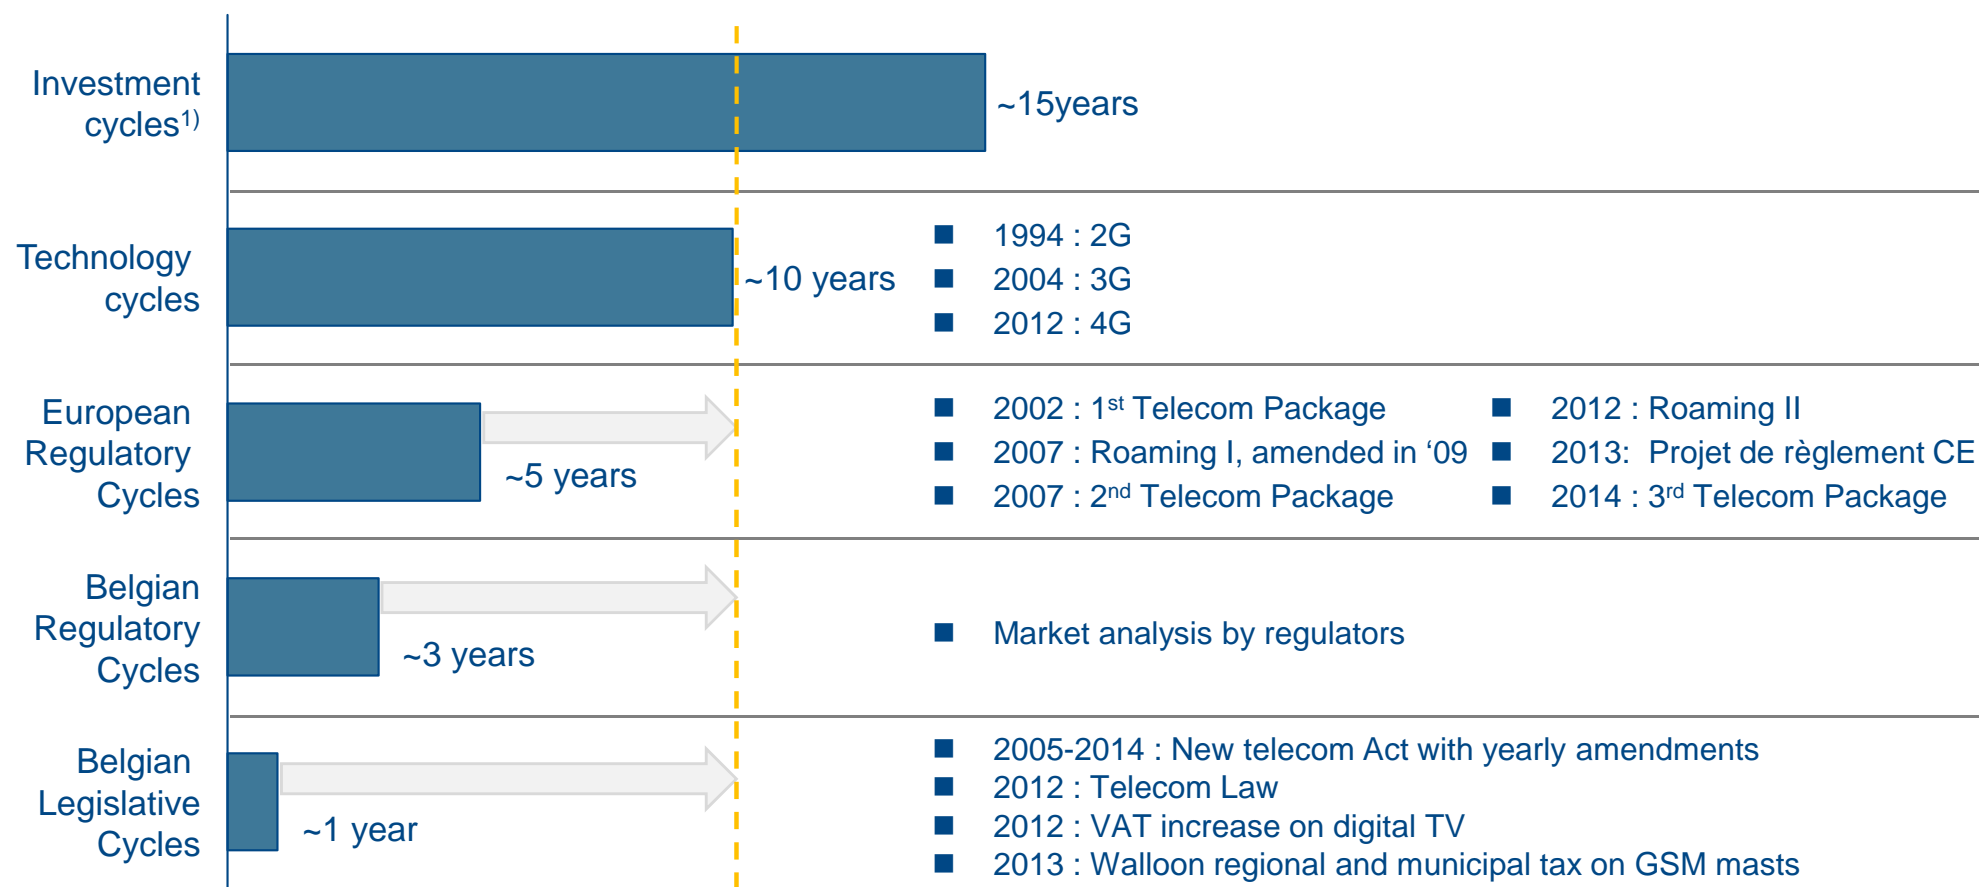 Investment
cycles1)
~15years
Technology
cycles
~10 years
1994 : 2G
2004 : 3G
2012 : 4G
European
Regulatory
Cycles
~5 years
2002 : 1st Telecom Package
2007 : Roaming I, amended in ‘09
2007 : 2nd Telecom Package
2012 : Roaming II
2013: Projet de règlement CE
2014 : 3rd Telecom Package
Belgian
Regulatory
Cycles
~3 years
Market analysis by regulators
Belgian
Legislative
Cycles
~1 year
2005-2014 : New telecom Act with yearly amendments
2012 : Telecom Law
2012 : VAT increase on digital TV
2013 : Walloon regional and municipal tax on GSM masts